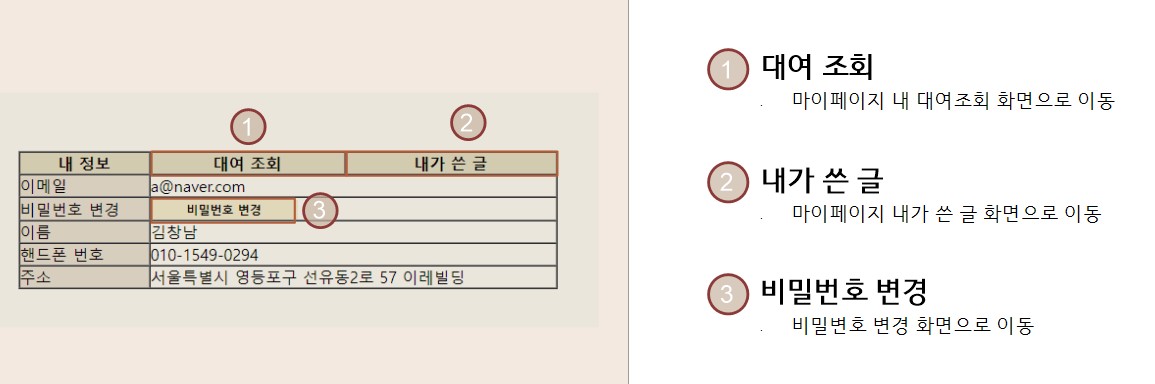 1
2
내 정보 대여 조회 내가 쓴 글
이메일 a@naver.com
비밀번호 변경 비밀번호 변경 3
이름 김창남
핸드폰 번호 010-1549-0294
주소 서울특별시 영등포구 선유동2로 57 이레빌딩
1 대여 조회
. 마이페이지 내 대여조회 화면으로 이동
2 내가 쓴 글
. 마이페이지 내가 쓴 글 화면으로 이동
3 비밀번호 변경
. 비밀변호 변경 화면으로 이동